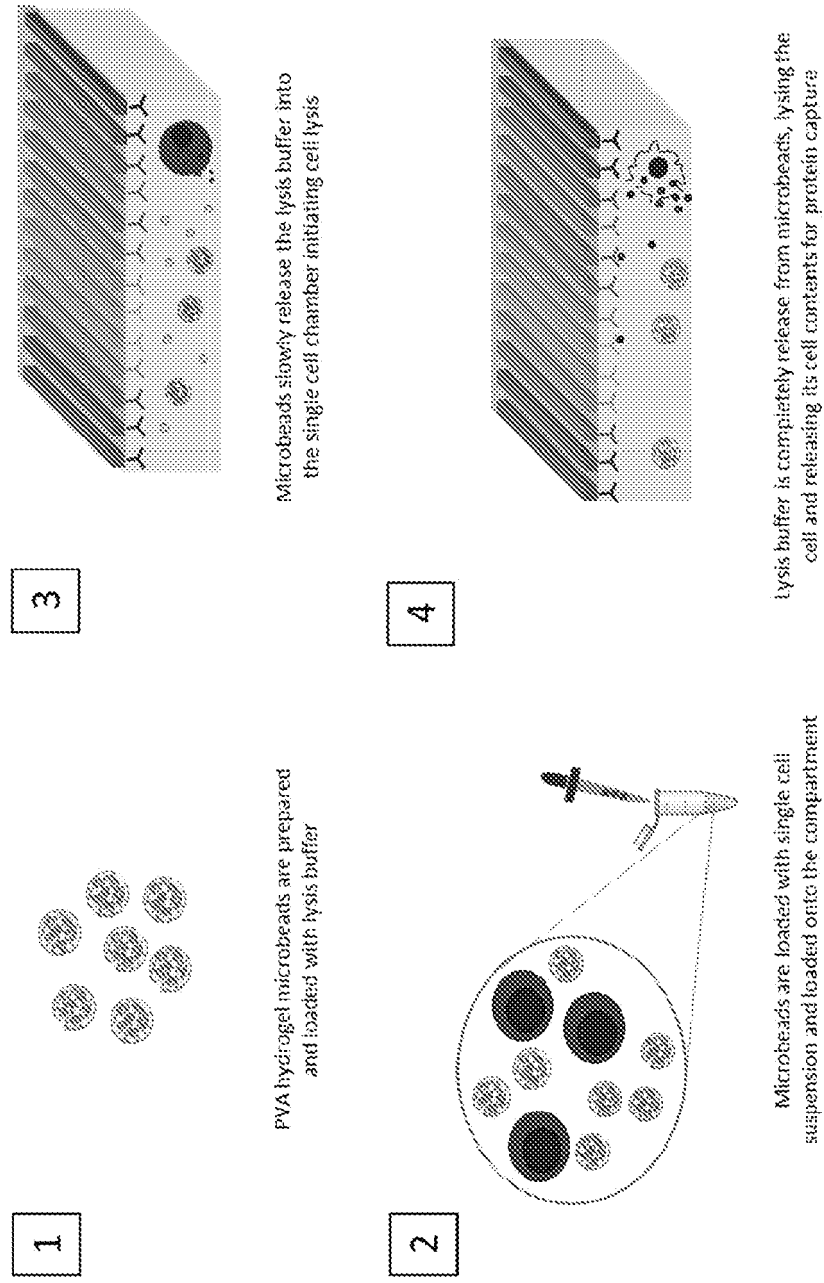 1
PVA hydrogel microbeads are prepared
and loaded with lysis buffer
2
Microbeads are loaded with single cell
suspension and loaded onto the compartment
3
Microbeads slowly release the lysis buffer into
the single cell chamber initiating cell lysis
4
Lysis buffer is completely release from microbeads, lysing the
cell and releasing its cell contents for protein capture